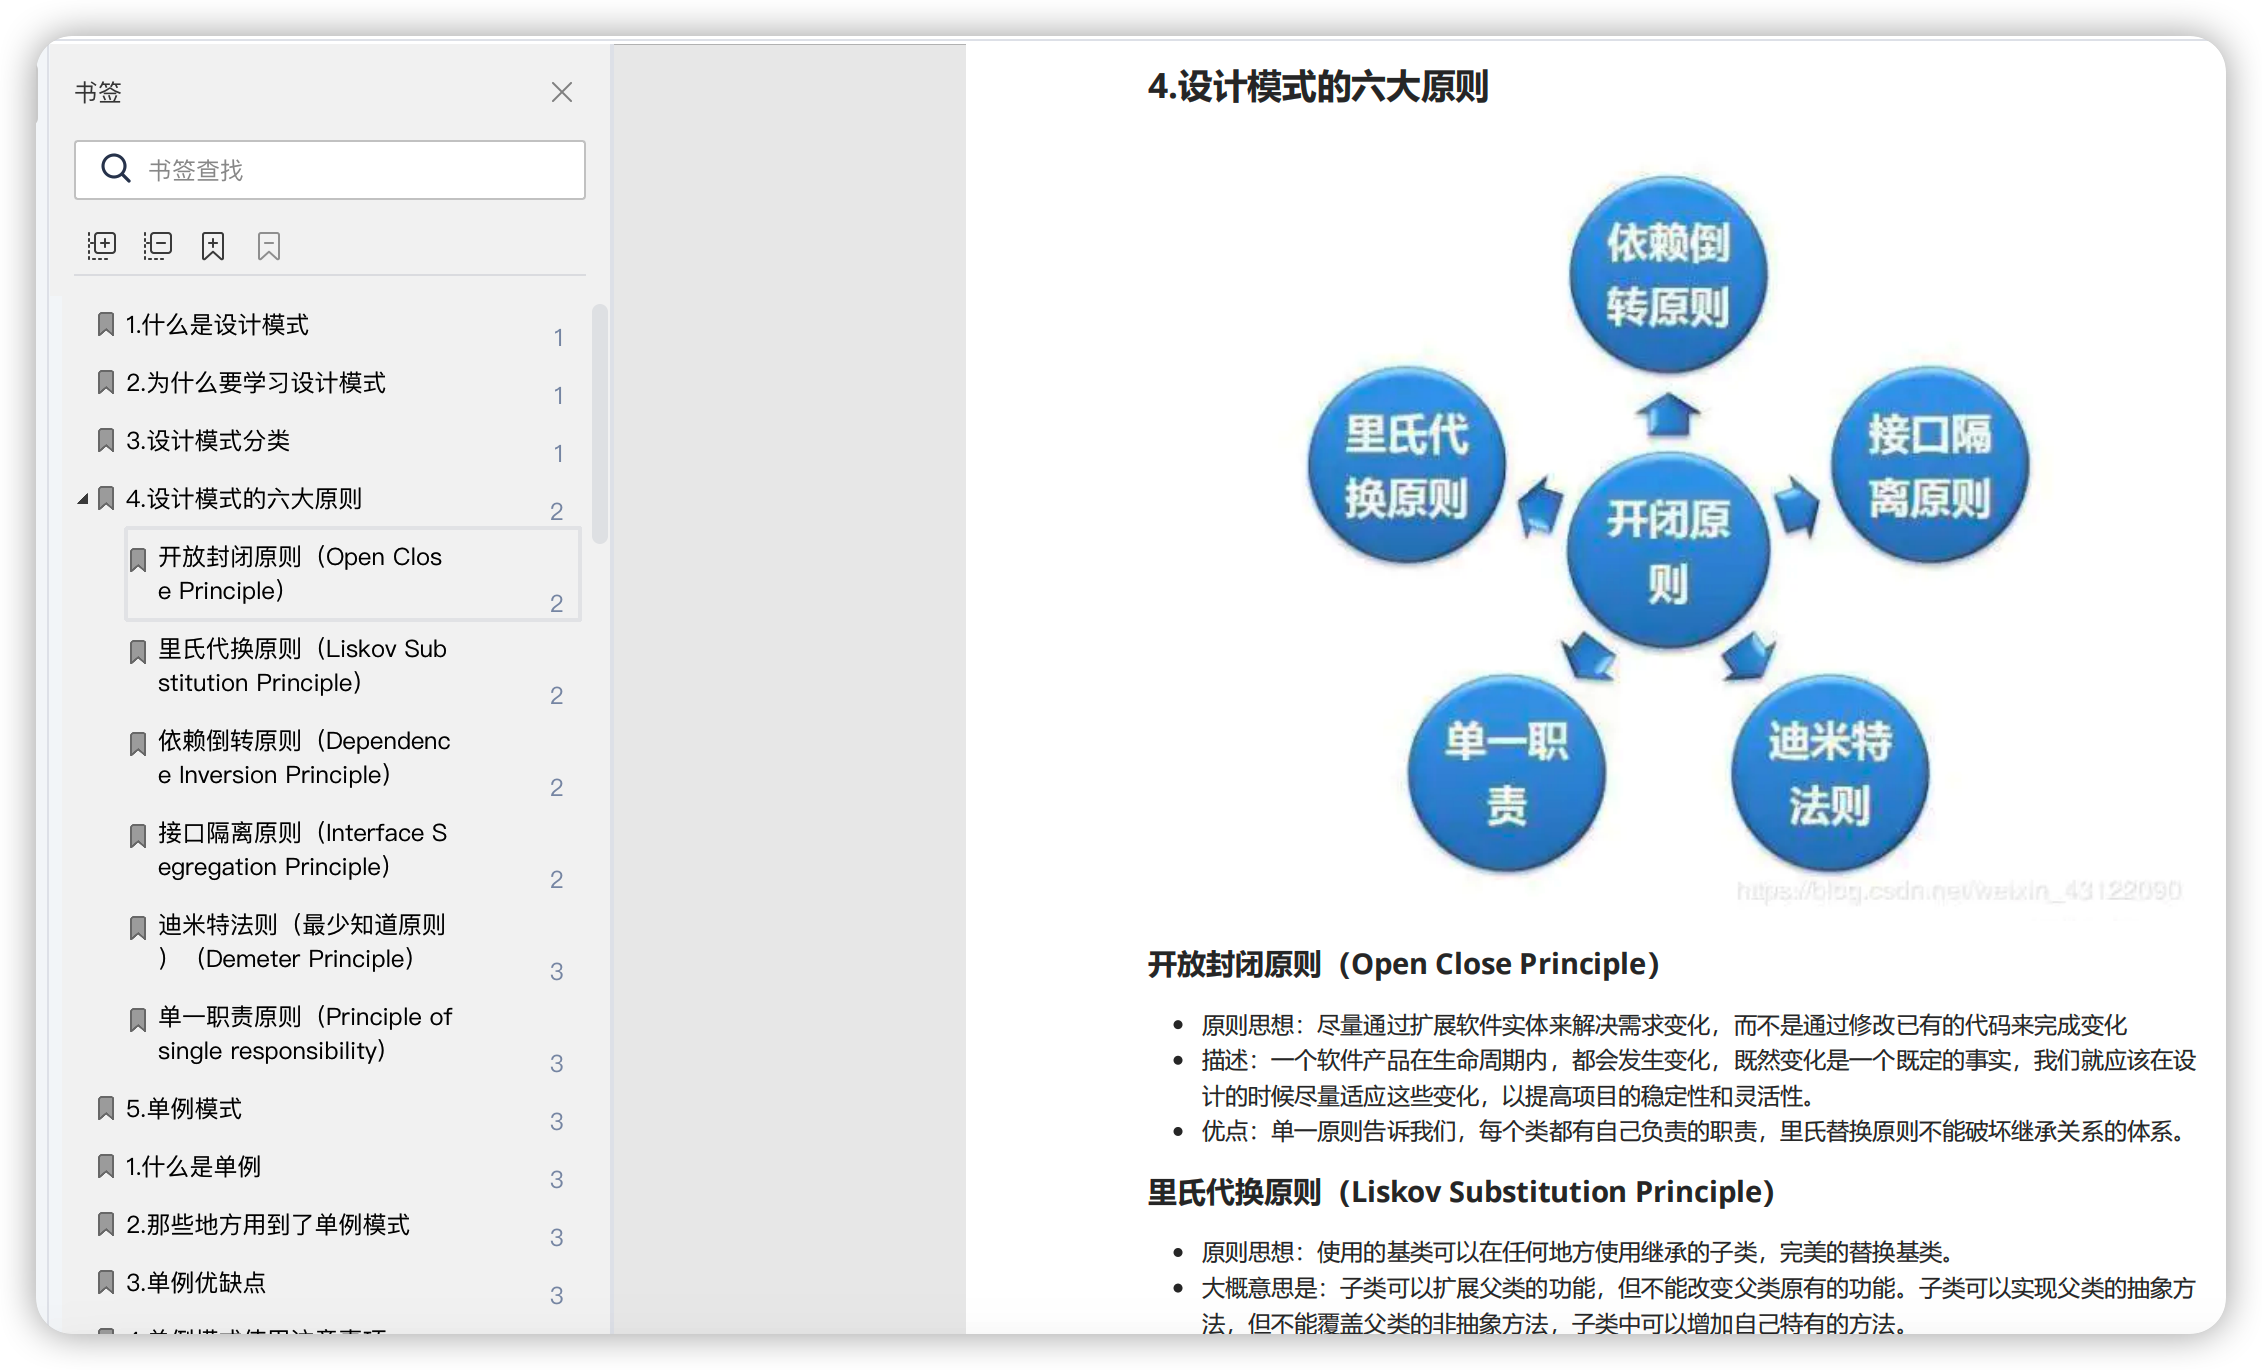 书签
书签查找
1.什么是设计模式
1
2.为什么要学习设计模式
1
3.设计模式分类
1
4.设计模式的六大原则
2
开放封闭原则（Open Clos
e Principle）
2
里氏代换原则（Liskov Sub
stitution Principle）
2
依赖倒转原则（Dependenc
e Inversion Principle）
2
接口隔离原则（Interface S
egregation Principle）
2
迪米特法则（最少知道原则
）（Demeter Principle）
3
单一职责原则（Principle of
single responsibility）
3
5.单例模式
3
1.什么是单例
3
2.那些地方用到了单例模式
3
3.单例优缺点
3
4.单例模式使用注意事项
4.设计模式的六大原则
依赖倒
转原则
里氏代
换原则
接口隔
离原则
开闭原
则
单一职
责
迪米特
法则
https://blog.csdn.net/weixin_43122090
开放封闭原则（Open Close Principle）
• 原则思想：尽量通过扩展软件实体来解决需求变化，而不是通过修改已有的代码来完成变化
• 描述：一个软件产品在生命周期内，都会发生变化，既然变化是一个既定的事实，我们就应该在设
计的时候尽量适应这些变化，以提高项目的稳定性和灵活性。
• 优点：单一原则告诉我们，每个类都有自己负责的职责，里氏替换原则不能破坏继承关系的体系。
里氏代换原则（Liskov Substitution Principle）
• 原则思想：使用的基类可以在任何地方使用继承的子类，完美的替换基类。
• 大概意思是：子类可以扩展父类的功能，但不能改变父类原有的功能。子类可以实现父类的抽象方
法，但不能覆盖父类的非抽象方法，子类中可以增加自己特有的方法。